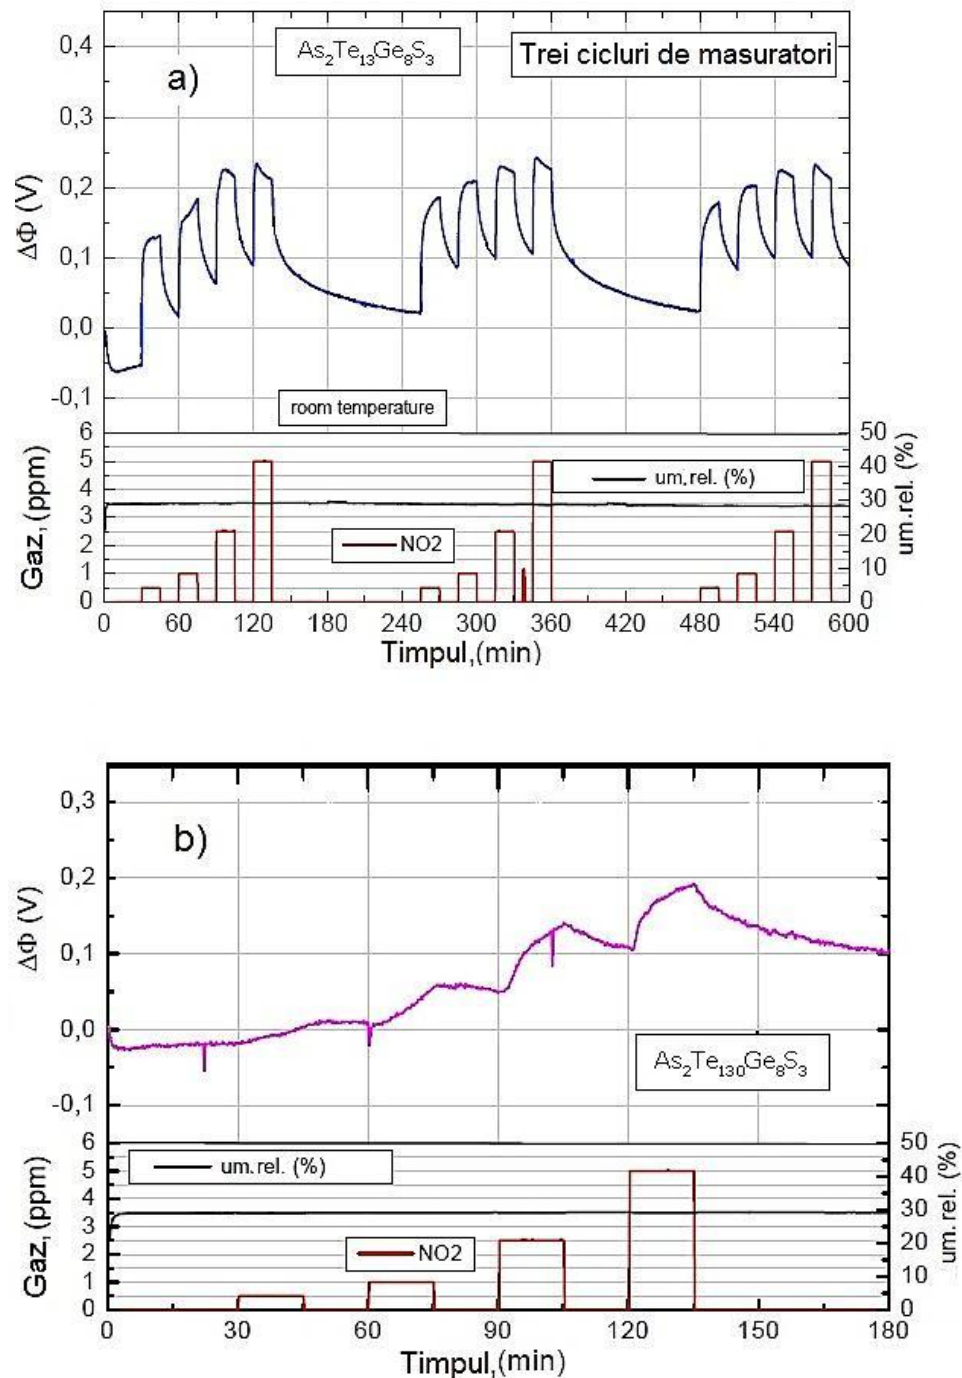 0,4
As₂Te₁₃Ge₈S₃
Trei cicluri de masuratori
a)
0,3
0,2
ΔΦ (V)
0,1
0,0
-0,1
room temperature
6 50
5 40
um.rel. (%)
4 30
3
NO2
2 20
1 10
0 0
Gaz, (ppm)
um.rel. (%)
0 60 120 180 240 300 360 420 480 540 600
Timpul,(min)
0,3
b)
0,2
ΔΦ (V)
0,1
0,0
As₂Te₁₃₀Ge₈S₃
-0,1
6 50
um.rel. (%)
5 40
4 30
3
NO2
2 20
1 10
0 0
Gaz, (ppm)
um.rel. (%)
0 30 60 90 120 150 180
Timpul,(min)